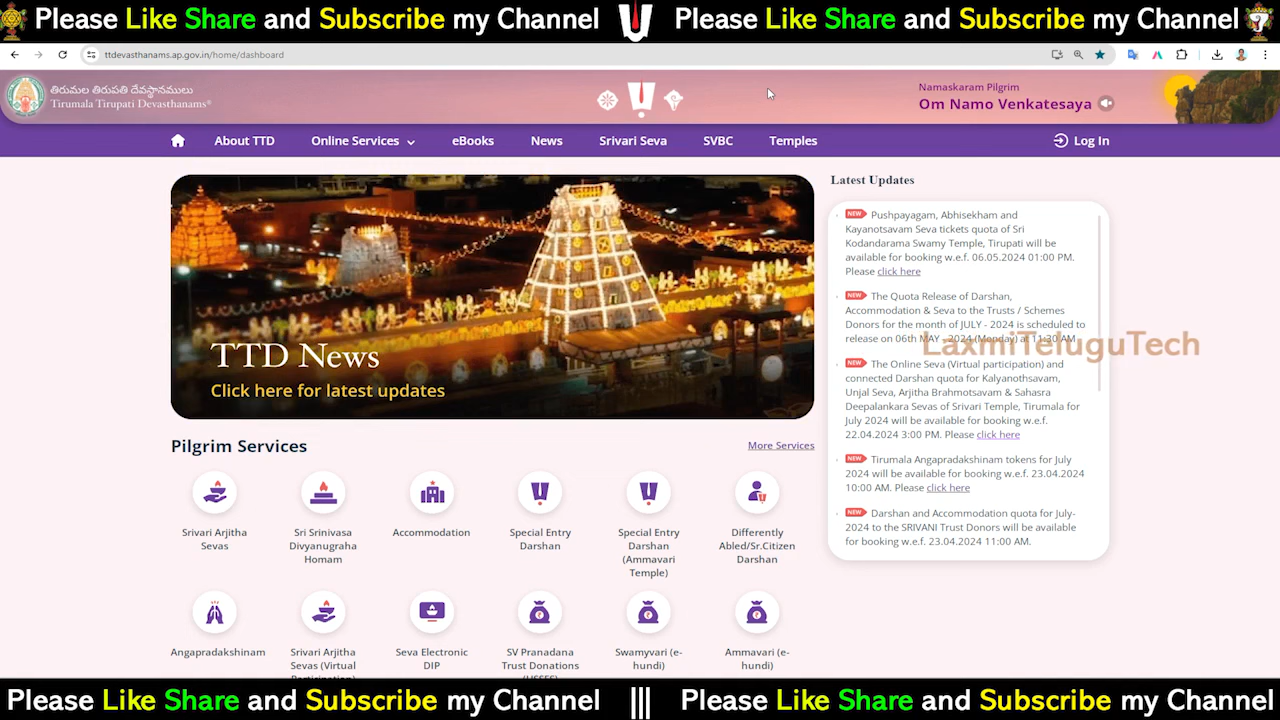 Please Like Share and Subscribe my Channel
Please Like Share and Subscribe my Channel
ttdevasthanams.ap.gov.in/home/dashboard
తిరుమల తిరుపతి దేవస్థానములు
Tirumala Tirupati Devasthanams®
Namaskaram Pilgrim
Om Namo Venkatesaya
About TTD
Online Services
eBooks
News
Srivari Seva
SVBC
Temples
Log In
TTD News
Click here for latest updates
Latest Updates
NEW Pushpayagam, Abhisekham and
Kayanotsavam Seva tickets quota of Sri
Kodandarama Swamy Temple, Tirupati will be
available for booking w.e.f. 06.05.2024 01:00 PM.
Please click here
NEW The Quota Release of Darshan,
Accommodation & Seva to the Trusts / Schemes
Donors for the month of JULY - 2024 is scheduled to
release on 06th MAY - 2024 (Monday) at 11:30 AM
LaxmiTeluguTech
NEW The Online Seva (Virtual participation) and
connected Darshan quota for Kalyanothsavam,
Unjal Seva, Arjitha Brahmotsavam & Sahasra
Deepalankara Sevas of Srivari Temple, Tirumala for
July 2024 will be available for booking w.e.f.
22.04.2024 3:00 PM. Please click here
NEW Tirumala Angapradakshinam tokens for July
2024 will be available for booking w.e.f. 23.04.2024
10:00 AM. Please click here
NEW Darshan and Accommodation quota for July-
2024 to the SRIVANI Trust Donors will be available
for booking w.e.f. 23.04.2024 11:00 AM.
Pilgrim Services
More Services
Srivari Arjitha
Sevas
Sri Srinivasa
Divyanugraha
Homam
Accommodation
Special Entry
Darshan
Special Entry
Darshan
(Ammavari
Temple)
Differently
Abled/Sr.Citizen
Darshan
Angapradakshinam
Srivari Arjitha
Sevas (Virtual
Participation)
Seva Electronic
DIP
SV Pranadana
Trust Donations
Swamyvari (e-
hundi)
Ammavari (e-
hundi)
Please Like Share and Subscribe my Channel
|||
Please Like Share and Subscribe my Channel